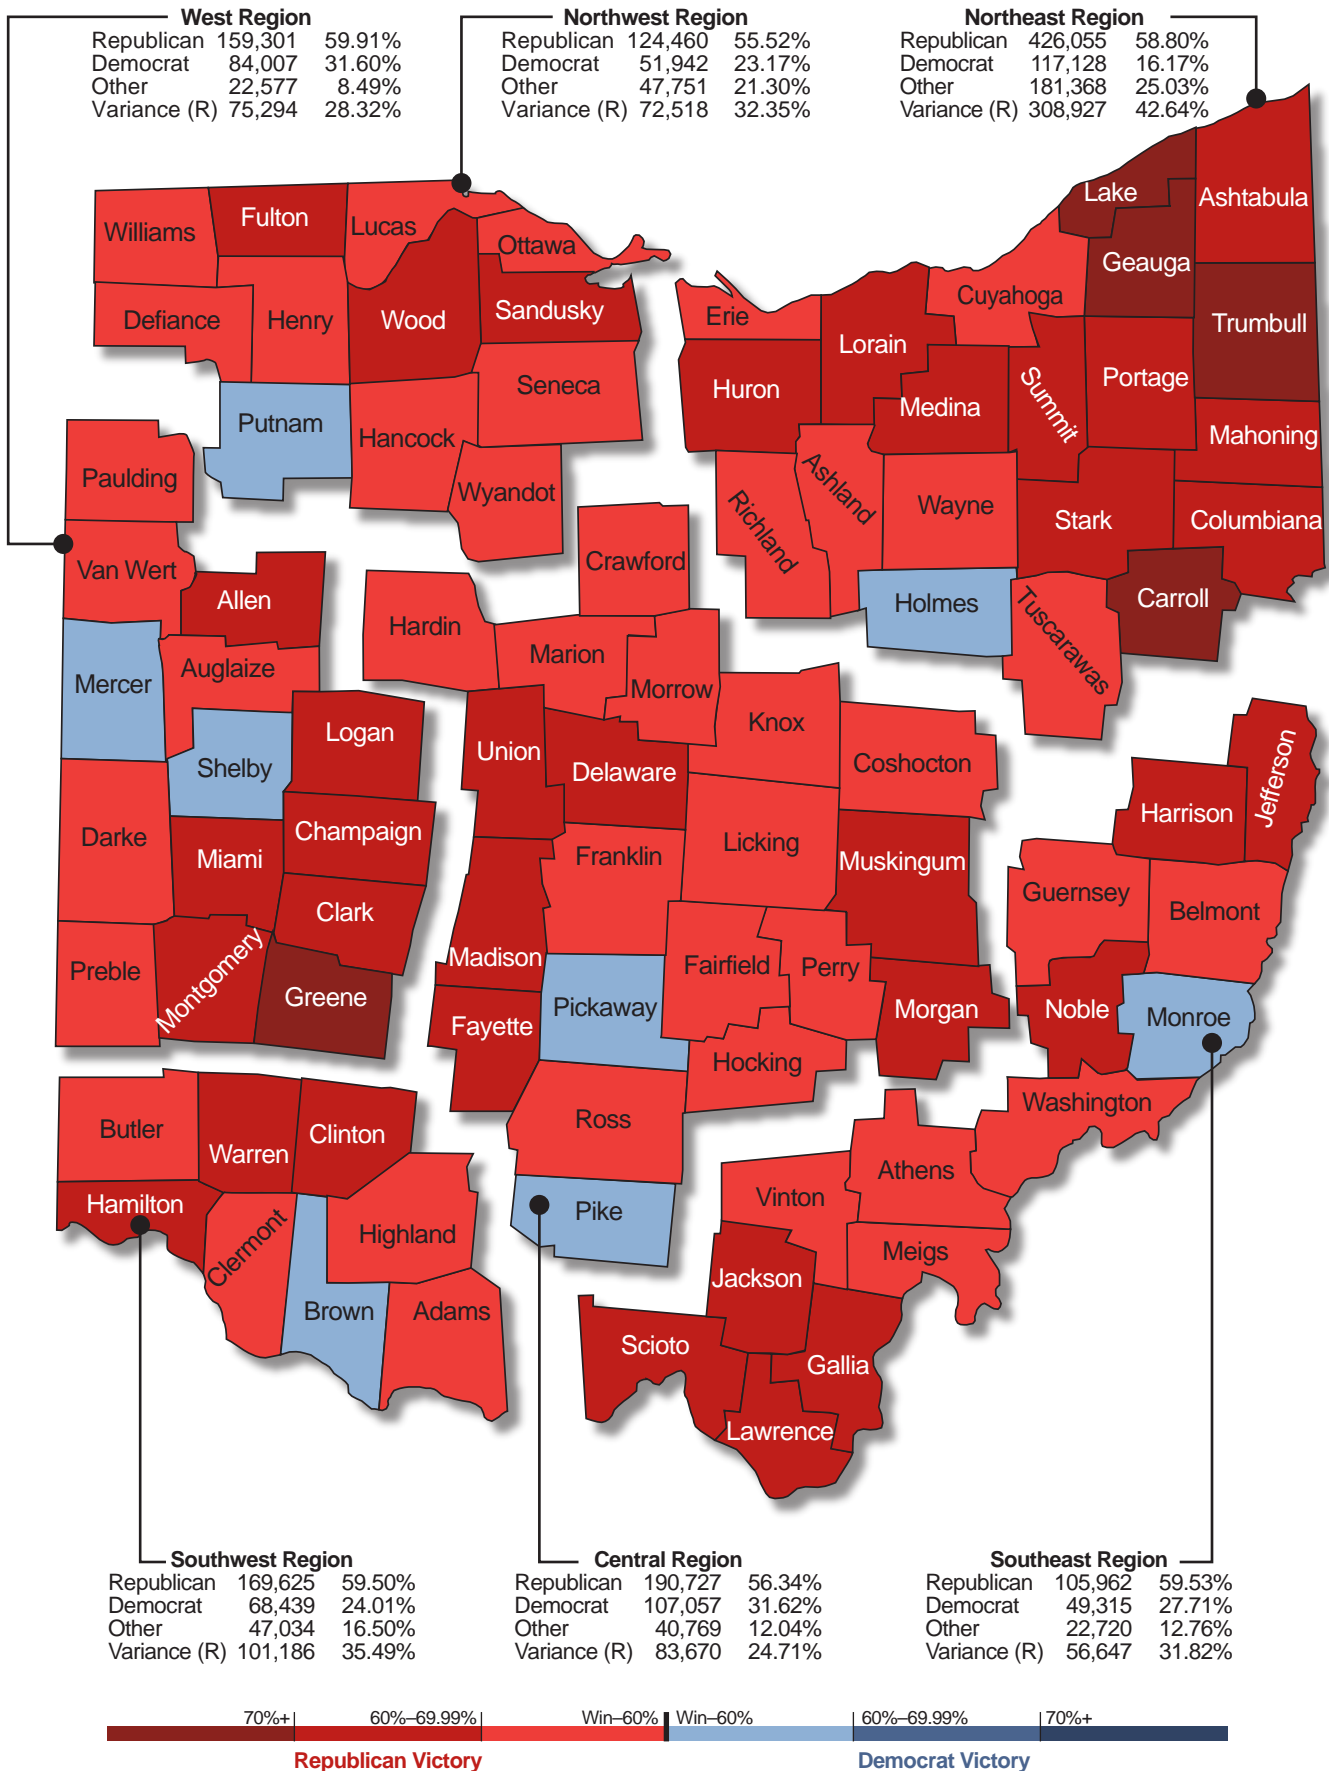 West Region
Republican 159,301 59.91%
Democrat 84,007 31.60%
Other 22,577 8.49%
Variance (R) 75,294 28.32%
Northwest Region
Republican 124,460 55.52%
Democrat 51,942 23.17%
Other 47,751 21.30%
Variance (R) 72,518 32.35%
Northeast Region
Republican 426,055 58.80%
Democrat 117,128 16.17%
Other 181,368 25.03%
Variance (R) 308,927 42.64%
Williams
Fulton
Lucas
Ottawa
Defiance
Henry
Wood
Sandusky
Putnam
Hancock
Seneca
Wyandot
Lake
Ashtabula
Geauga
Cuyahoga
Trumbull
Erie
Lorain
Huron
Medina
Summit
Portage
Mahoning
Richland
Ashland
Wayne
Stark
Columbiana
Holmes
Tuscarawas
Carroll
Paulding
Van Wert
Allen
Mercer
Auglaize
Shelby
Logan
Darke
Miami
Champaign
Clark
Preble
Montgomery
Greene
Crawford
Hardin
Marion
Morrow
Union
Delaware
Knox
Coshocton
Franklin
Licking
Muskingum
Madison
Fairfield
Perry
Fayette
Pickaway
Morgan
Hocking
Ross
Pike
Jefferson
Harrison
Guernsey
Belmont
Noble
Monroe
Washington
Athens
Vinton
Meigs
Jackson
Scioto
Gallia
Lawrence
Butler
Warren
Clinton
Hamilton
Clermont
Highland
Brown
Adams
Southwest Region
Republican 169,625 59.50%
Democrat 68,439 24.01%
Other 47,034 16.50%
Variance (R) 101,186 35.49%
Central Region
Republican 190,727 56.34%
Democrat 107,057 31.62%
Other 40,769 12.04%
Variance (R) 83,670 24.71%
Southeast Region
Republican 105,962 59.53%
Democrat 49,315 27.71%
Other 22,720 12.76%
Variance (R) 56,647 31.82%
70%+ 60%–69.99% Win–60% Win–60% 60%–69.99% 70%+
Republican Victory Democrat Victory